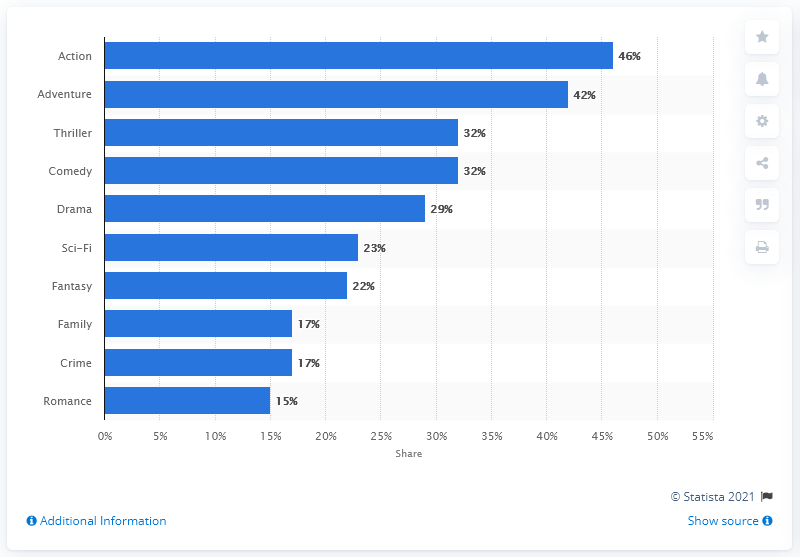 Action 46%
Adventure 42%
Thriller 32%
Comedy 32%
Drama 29%
Sci-Fi 23%
Fantasy 22%
Family 17%
Crime 17%
Romance 15%
0% 5% 10% 15% 20% 25% 30% 35% 40% 45% 50% 55%
Share
© Statista 2021
Additional Information Show source